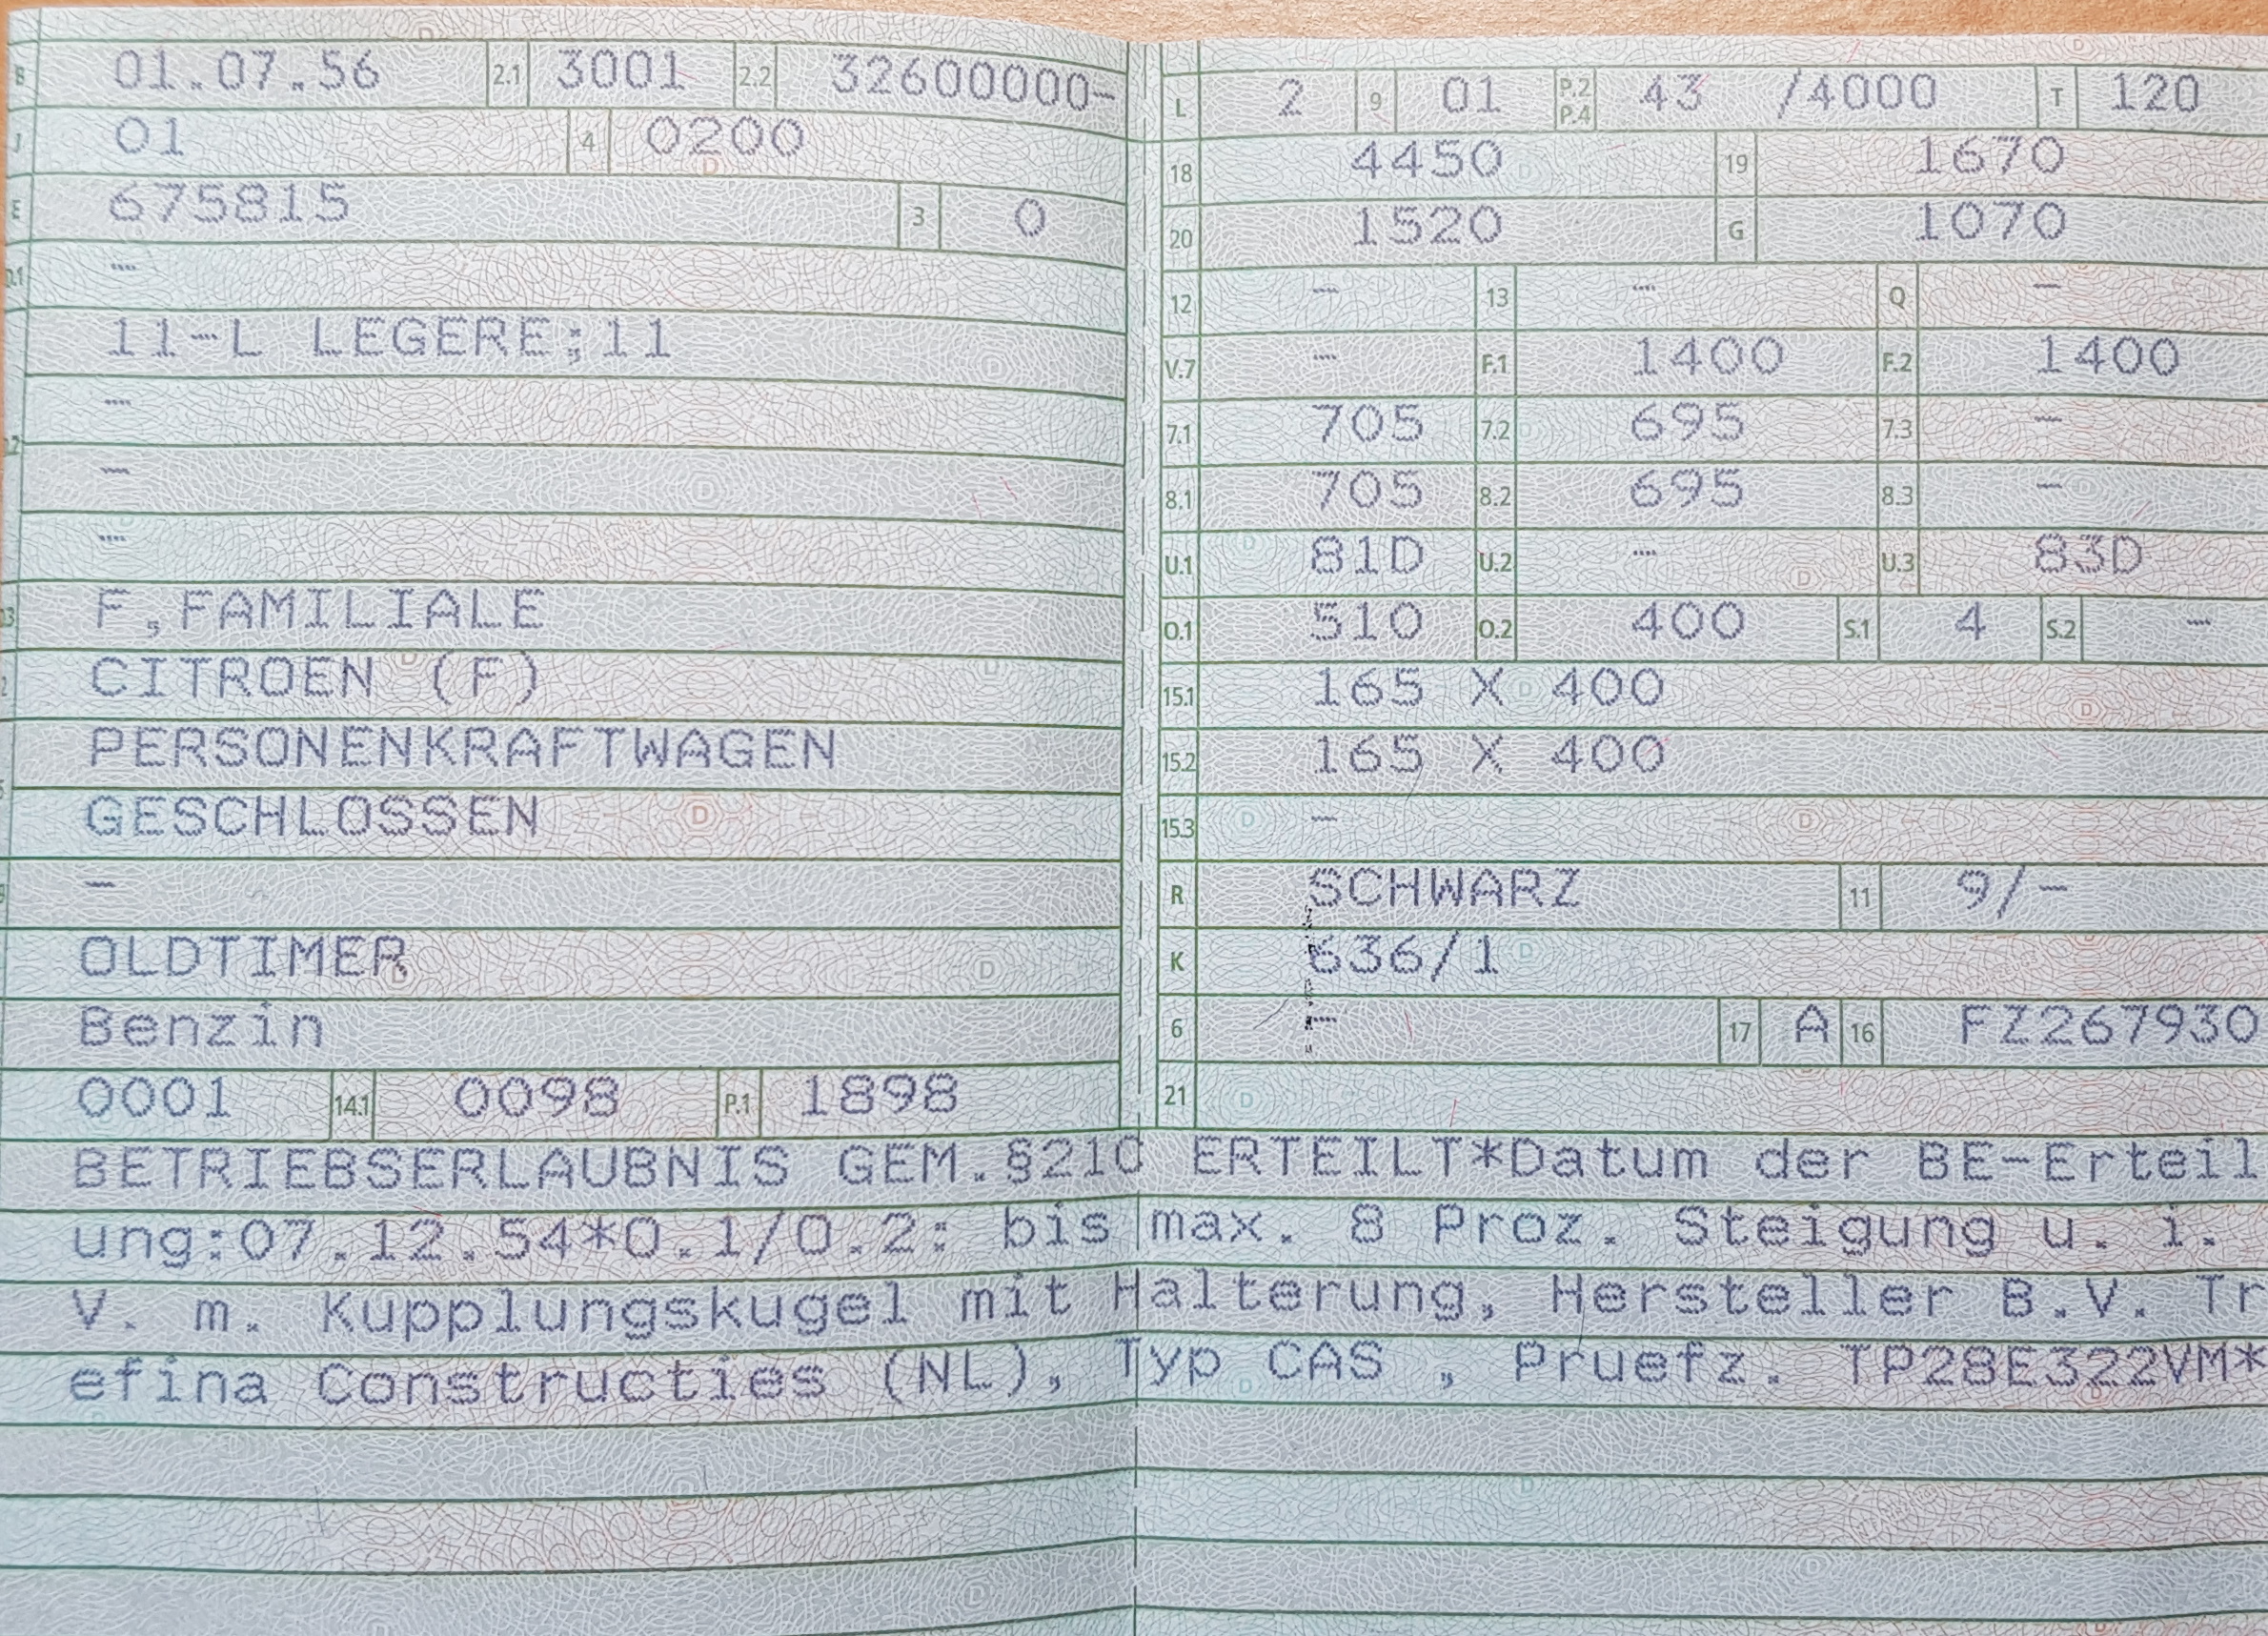 B 01.07.56 2.1 3001 2.2 32600000-
J 01 4 0200
E 675815 3 0
D.1 -
11-L LEGERE;11
-
D.2 -
-
D.3 F,FAMILIALE
2 CITROEN (F)
5 PERSONENKRAFTWAGEN
GESCHLOSSEN
-
OLDTIMER
Benzin
0001 14.1 0098 P.1 1898
L 2 9 01 P.2 P.4 43 /4000 T 120
18 4450 19 1670
20 1520 G 1070
12 - 13 - Q -
V.7 - F.1 1400 F.2 1400
7.1 705 7.2 695 7.3 -
8.1 705 8.2 695 8.3 -
U.1 81D U.2 - U.3 83D
O.1 510 O.2 400 S.1 4 S.2 -
15.1 165 X 400
15.2 165 X 400
15.3 -
R SCHWARZ 11 9/-
K 636/1
6 - 17 A 16 FZ267930
21
BETRIEBSERLAUBNIS GEM.§21C ERTEILT*Datum der BE-Erteil
ung:07.12.54*O.1/O.2: bis max. 8 Proz. Steigung u. i.
V. m. Kupplungskugel mit Halterung, Hersteller B.V. Tr
efina Constructies (NL), Typ CAS , Pruefz. TP28E322VM*